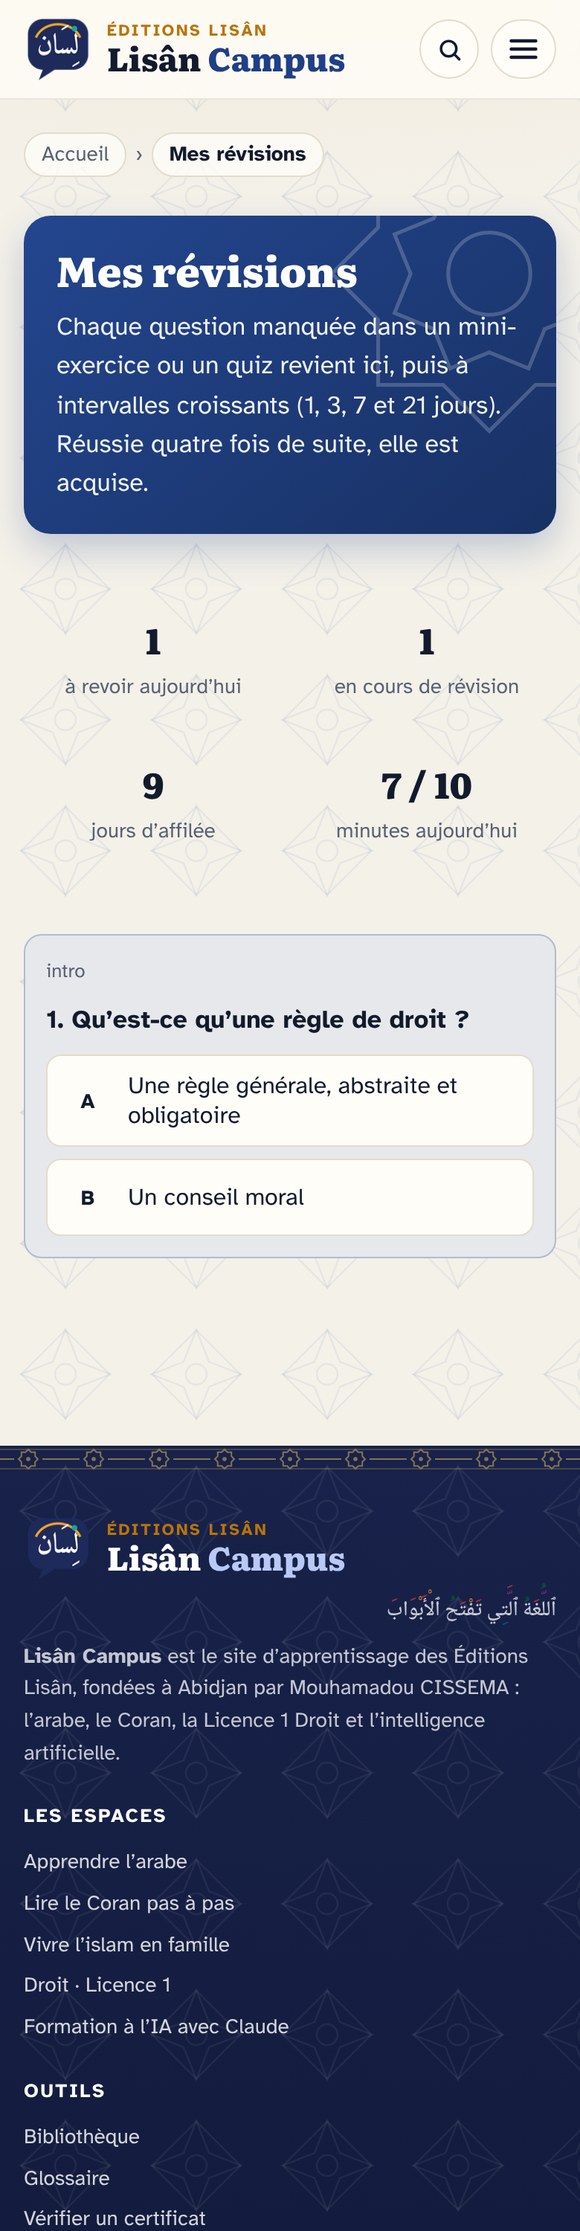 لِسَان
ÉDITIONS LISÂN
Lisân Campus
Accueil › Mes révisions
Mes révisions
Chaque question manquée dans un mini-
exercice ou un quiz revient ici, puis à
intervalles croissants (1, 3, 7 et 21 jours).
Réussie quatre fois de suite, elle est
acquise.
1
à revoir aujourd’hui
1
en cours de révision
9
jours d’affilée
7 / 10
minutes aujourd’hui
intro
1. Qu’est-ce qu’une règle de droit ?
A Une règle générale, abstraite et
obligatoire
B Un conseil moral
لِسَان
ÉDITIONS LISÂN
Lisân Campus
ٱللُّغَةُ ٱلَّتِي تَفْتَحُ ٱلْأَبْوَابَ
Lisân Campus est le site d’apprentissage des Éditions
Lisân, fondées à Abidjan par Mouhamadou CISSEMA :
l’arabe, le Coran, la Licence 1 Droit et l’intelligence
artificielle.
LES ESPACES
Apprendre l’arabe
Lire le Coran pas à pas
Vivre l’islam en famille
Droit · Licence 1
Formation à l’IA avec Claude
OUTILS
Bibliothèque
Glossaire
Vérifier un certificat